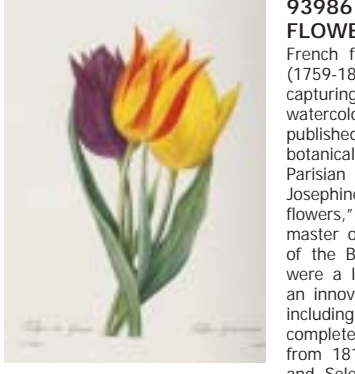 93986
FLOWE
French f
(1759-18
capturing
watercolo
published
botanical
Parisian
Josephine
flowers,"
master o
of the B
were a l
an innov
including
complete
from 181
and Sele